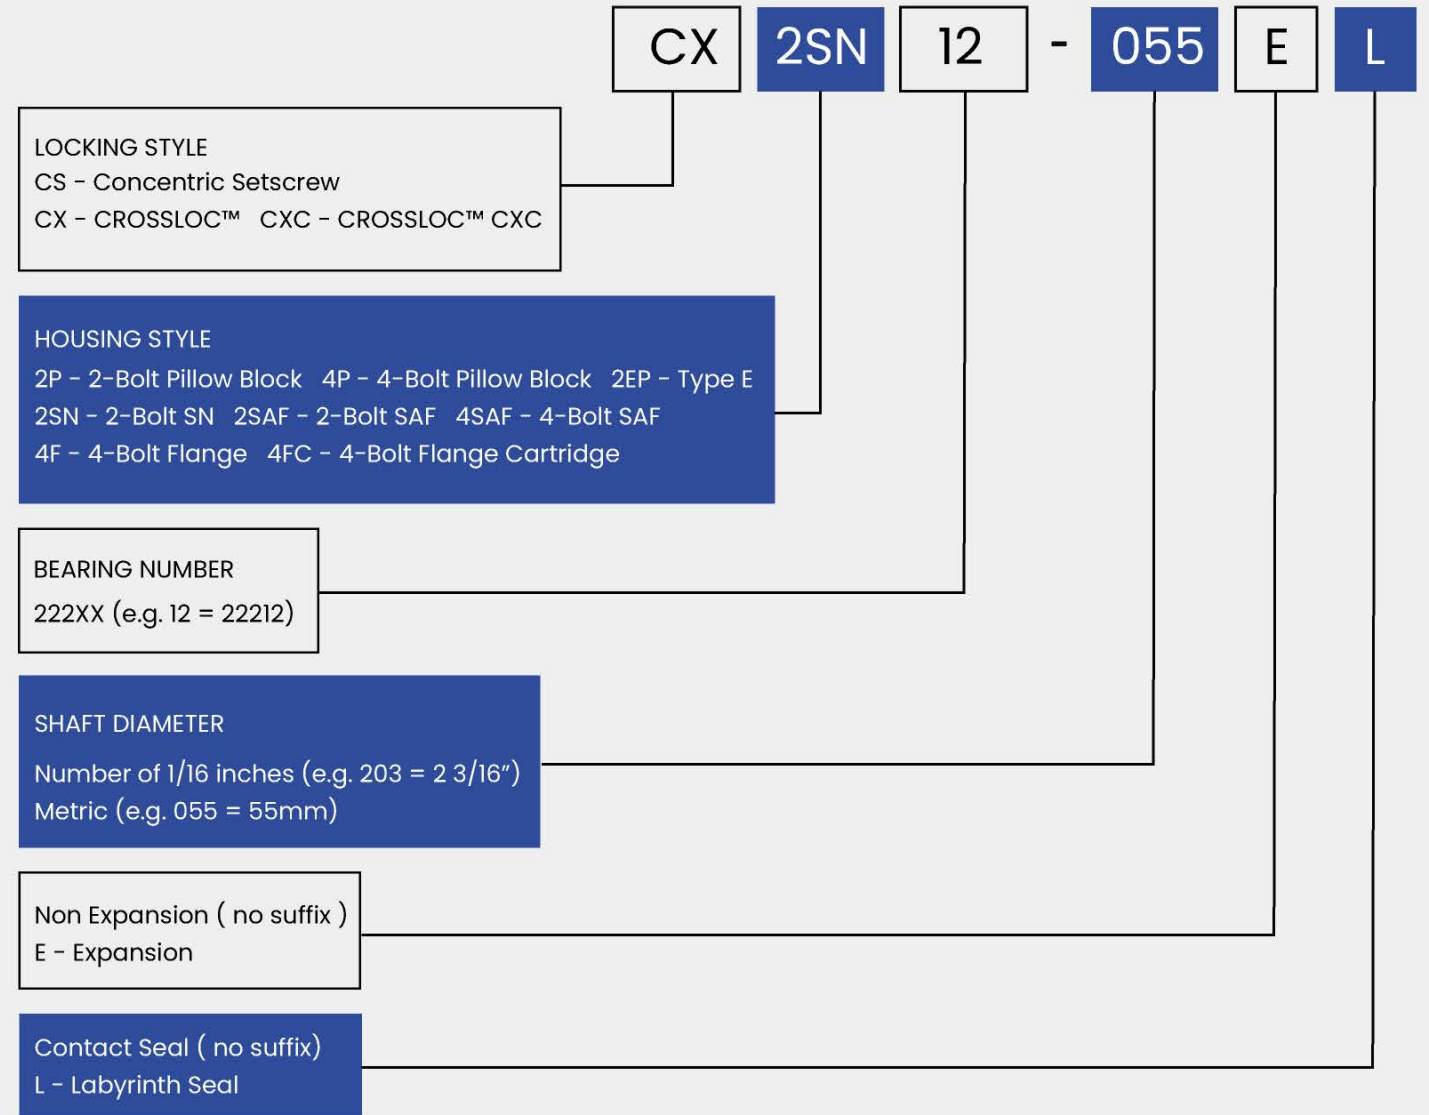 CX 2SN 12 - 055 E L
LOCKING STYLE
CS - Concentric Setscrew
CX - CROSSLOC™ CXC - CROSSLOC™ CXC
HOUSING STYLE
2P - 2-Bolt Pillow Block 4P - 4-Bolt Pillow Block 2EP - Type E
2SN - 2-Bolt SN 2SAF - 2-Bolt SAF 4SAF - 4-Bolt SAF
4F - 4-Bolt Flange 4FC - 4-Bolt Flange Cartridge
BEARING NUMBER
222XX (e.g. 12 = 22212)
SHAFT DIAMETER
Number of 1/16 inches (e.g. 203 = 2 3/16”)
Metric (e.g. 055 = 55mm)
Non Expansion ( no suffix )
E - Expansion
Contact Seal ( no suffix)
L - Labyrinth Seal